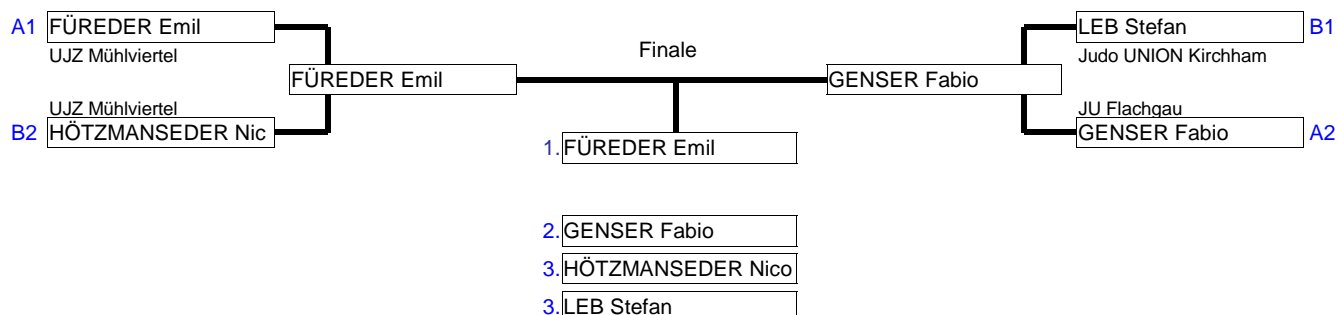 A1 FÜREDER Emil
UJZ Mühlviertel
FÜREDER Emil
UJZ Mühlviertel
B2 HÖTZMANSEDER Nic
Finale
LEB Stefan B1
Judo UNION Kirchham
GENSER Fabio
JU Flachgau
GENSER Fabio A2
1. FÜREDER Emil
2. GENSER Fabio
3. HÖTZMANSEDER Nico
3. LEB Stefan